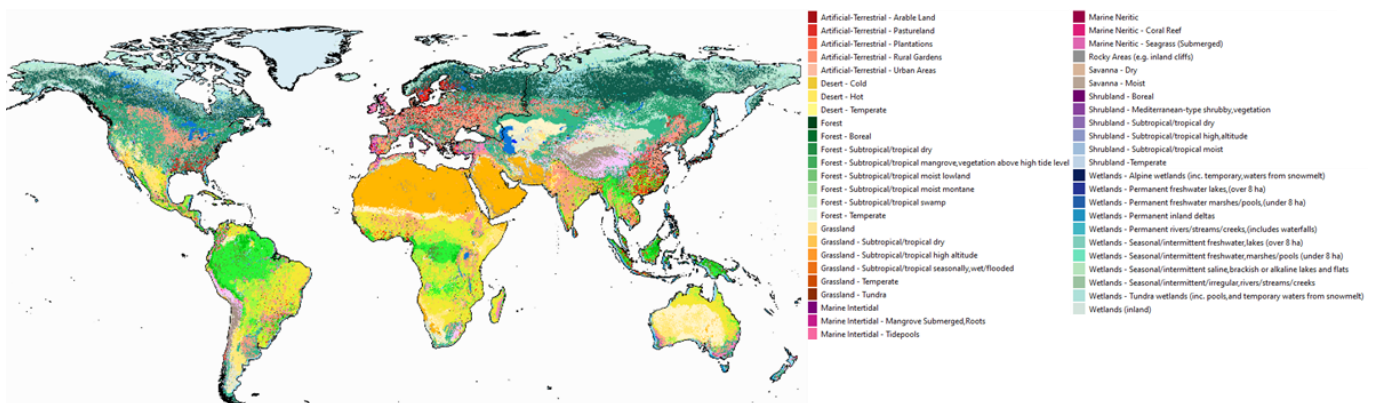 Artificial-Terrestrial - Arable Land
Artificial-Terrestrial - Pastureland
Artificial-Terrestrial - Plantations
Artificial-Terrestrial - Rural Gardens
Artificial-Terrestrial - Urban Areas
Desert - Cold
Desert - Hot
Desert - Temperate
Forest
Forest - Boreal
Forest - Subtropical/tropical dry
Forest - Subtropical/tropical mangrove,vegetation above high tide level
Forest - Subtropical/tropical moist lowland
Forest - Subtropical/tropical moist montane
Forest - Subtropical/tropical swamp
Forest - Temperate
Grassland
Grassland - Subtropical/tropical dry
Grassland - Subtropical/tropical high altitude
Grassland - Subtropical/tropical seasonally,wet/flooded
Grassland - Temperate
Grassland - Tundra
Marine Intertidal
Marine Intertidal - Mangrove Submerged,Roots
Marine Intertidal - Tidepools
Marine Neritic
Marine Neritic - Coral Reef
Marine Neritic - Seagrass (Submerged)
Rocky Areas (e.g. inland cliffs)
Savanna - Dry
Savanna - Moist
Shrubland - Boreal
Shrubland - Mediterranean-type shrubby,vegetation
Shrubland - Subtropical/tropical dry
Shrubland - Subtropical/tropical high,altitude
Shrubland - Subtropical/tropical moist
Shrubland -Temperate
Wetlands - Alpine wetlands (inc. temporary,waters from snowmelt)
Wetlands - Permanent freshwater lakes,(over 8 ha)
Wetlands - Permanent freshwater marshes/pools,(under 8 ha)
Wetlands - Permanent inland deltas
Wetlands - Permanent rivers/streams/creeks,(includes waterfalls)
Wetlands - Seasonal/intermittent freshwater,lakes (over 8 ha)
Wetlands - Seasonal/intermittent freshwater,marshes/pools (under 8 ha)
Wetlands - Seasonal/intermittent saline,brackish or alkaline lakes and flats
Wetlands - Seasonal/intermittent/irregular,rivers/streams/creeks
Wetlands - Tundra wetlands (inc. pools,and temporary waters from snowmelt)
Wetlands (inland)